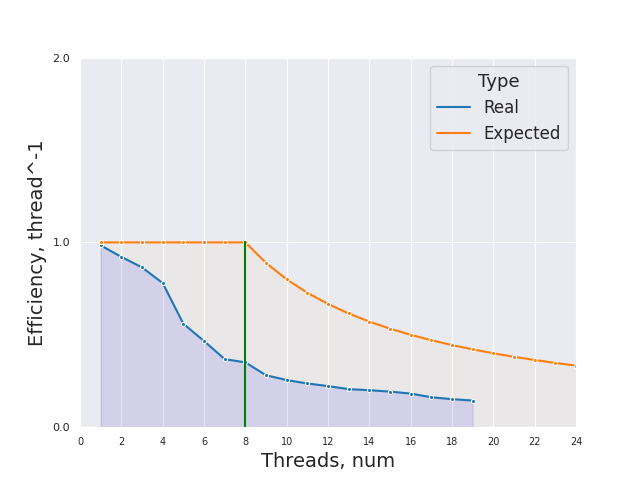 Type
Real
Expected
Efficiency, thread^-1
2.0
1.0
0.0
0 2 4 6 8 10 12 14 16 18 20 22 24
Threads, num